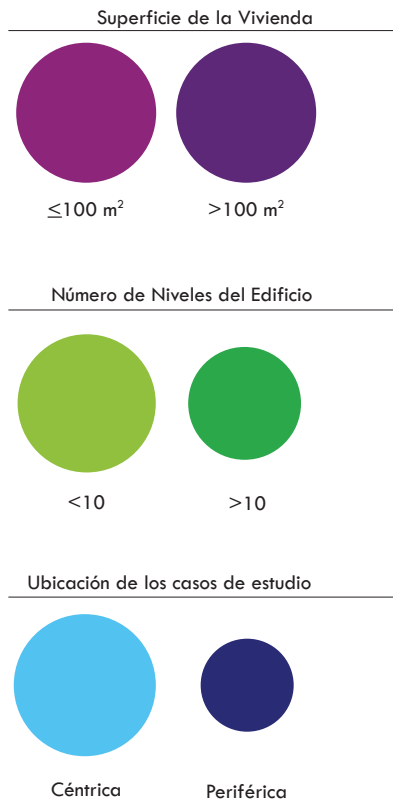 Superficie de la Vivienda
≤100 m² >100 m²
Número de Niveles del Edificio
<10 >10
Ubicación de los casos de estudio
Céntrica Periférica